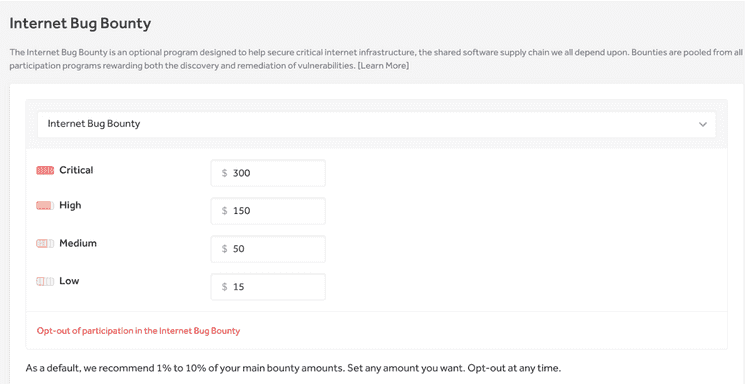 Internet Bug Bounty
The Internet Bug Bounty is an optional program designed to help secure critical internet infrastructure, the shared software supply chain we all depend upon. Bounties are pooled from all
participation programs rewarding both the discovery and remediation of vulnerabilities. [Learn More]
Internet Bug Bounty
Critical $ 300
High $ 150
Medium $ 50
Low $ 15
Opt-out of participation in the Internet Bug Bounty
As a default, we recommend 1% to 10% of your main bounty amounts. Set any amount you want. Opt-out at any time.